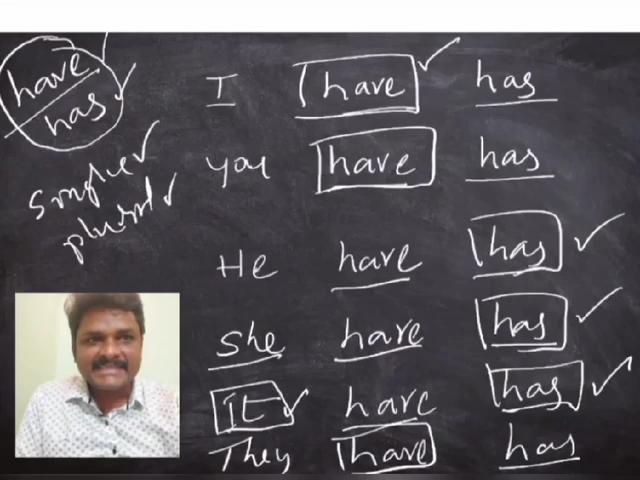 have
has
singular
plural
I have has
you have has
He have has
she have has
It have has
They have has